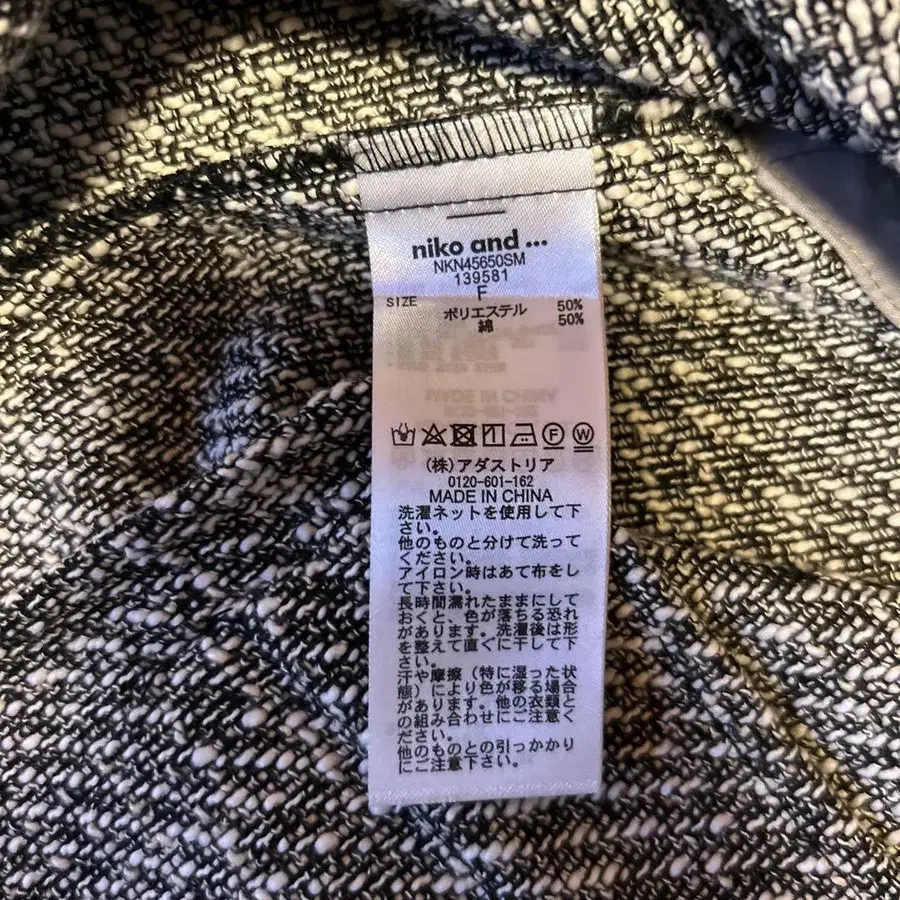 niko and ...
NKN45650SM
139581
SIZE F
ポリエステル 50%
綿 50%
MADE IN CHINA
F W
(株)アダストリア
0120-601-162
MADE IN CHINA
洗濯ネットを使用して下
さい。
他のものと分けて洗って
ください。
アイロン時はあて布をし
て下さい。
長時間濡れたままにして
おくと、色が落ちる恐れ
があります。洗濯後は形
を整えて直ぐに干して下
さい。
汗や摩擦(特に湿った状
態)により色が移る場合
があります。他の衣類と
の組み合わせにご注意く
ださい。
他のものとの引っかかり
にご注意下さい。